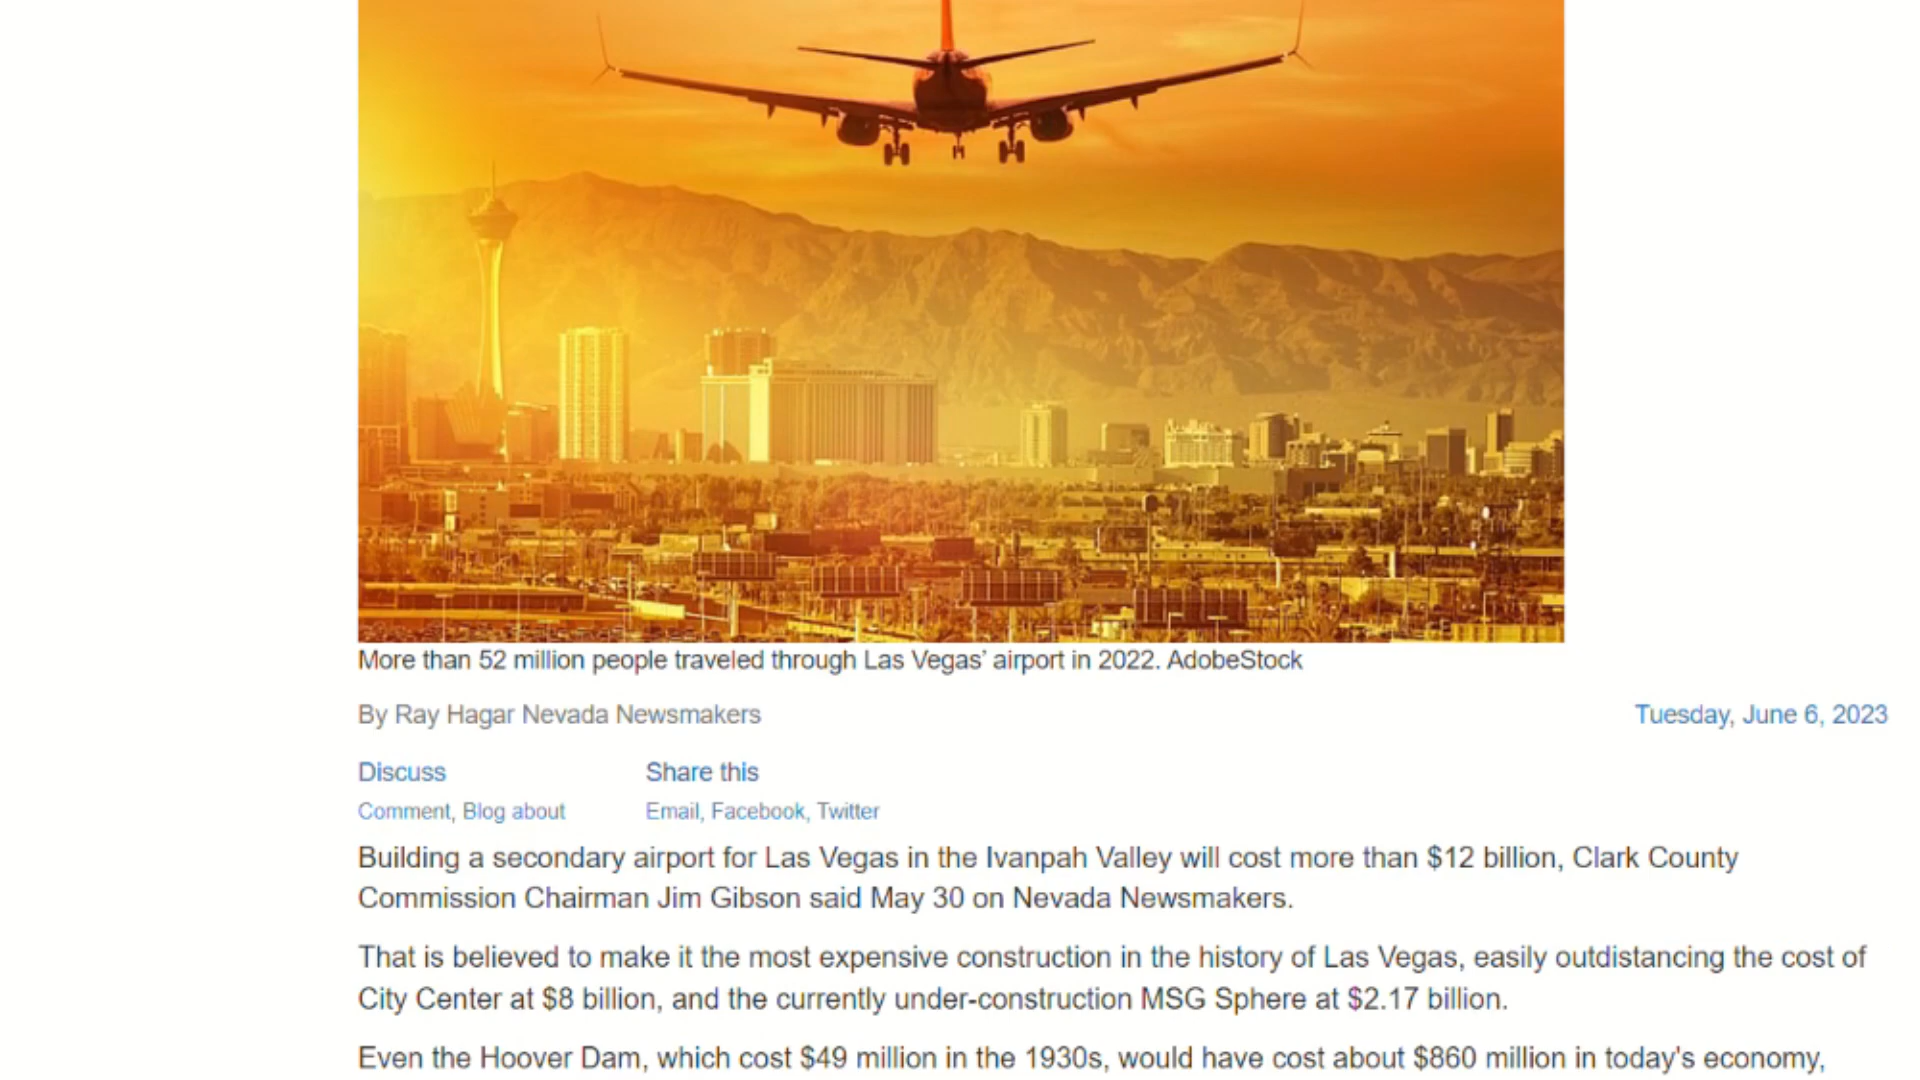 More than 52 million people traveled through Las Vegas’ airport in 2022. AdobeStock
By Ray Hagar Nevada Newsmakers
Tuesday, June 6, 2023
Discuss
Share this
Comment, Blog about
Email, Facebook, Twitter
Building a secondary airport for Las Vegas in the Ivanpah Valley will cost more than $12 billion, Clark County
Commission Chairman Jim Gibson said May 30 on Nevada Newsmakers.
That is believed to make it the most expensive construction in the history of Las Vegas, easily outdistancing the cost of
City Center at $8 billion, and the currently under-construction MSG Sphere at $2.17 billion.
Even the Hoover Dam, which cost $49 million in the 1930s, would have cost about $860 million in today's economy,